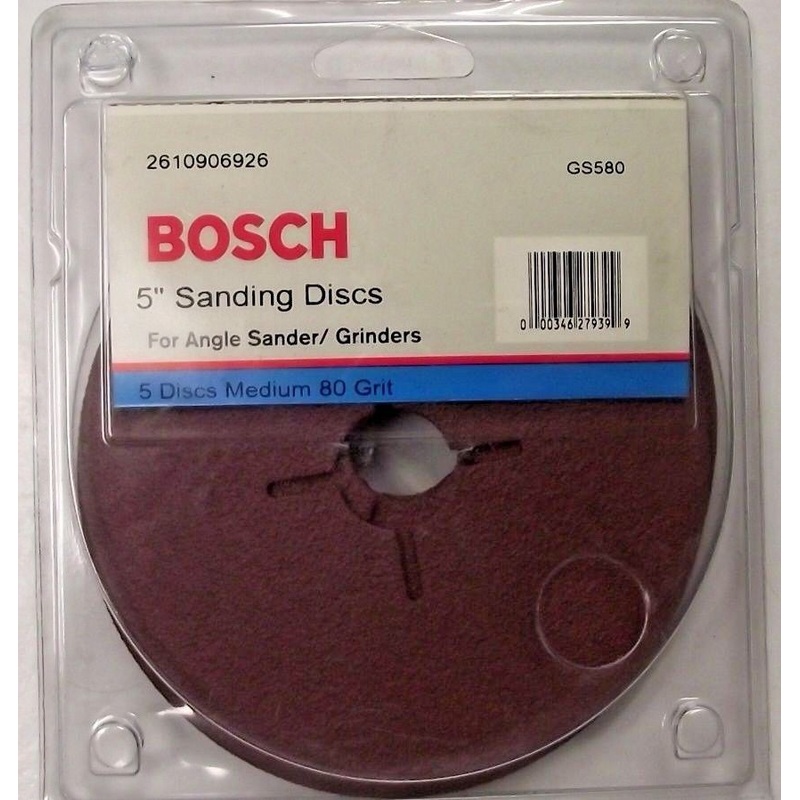 2610906926
GS580
BOSCH
5" Sanding Discs
For Angle Sander/ Grinders
0 00346 27939 9
5 Discs Medium 80 Grit